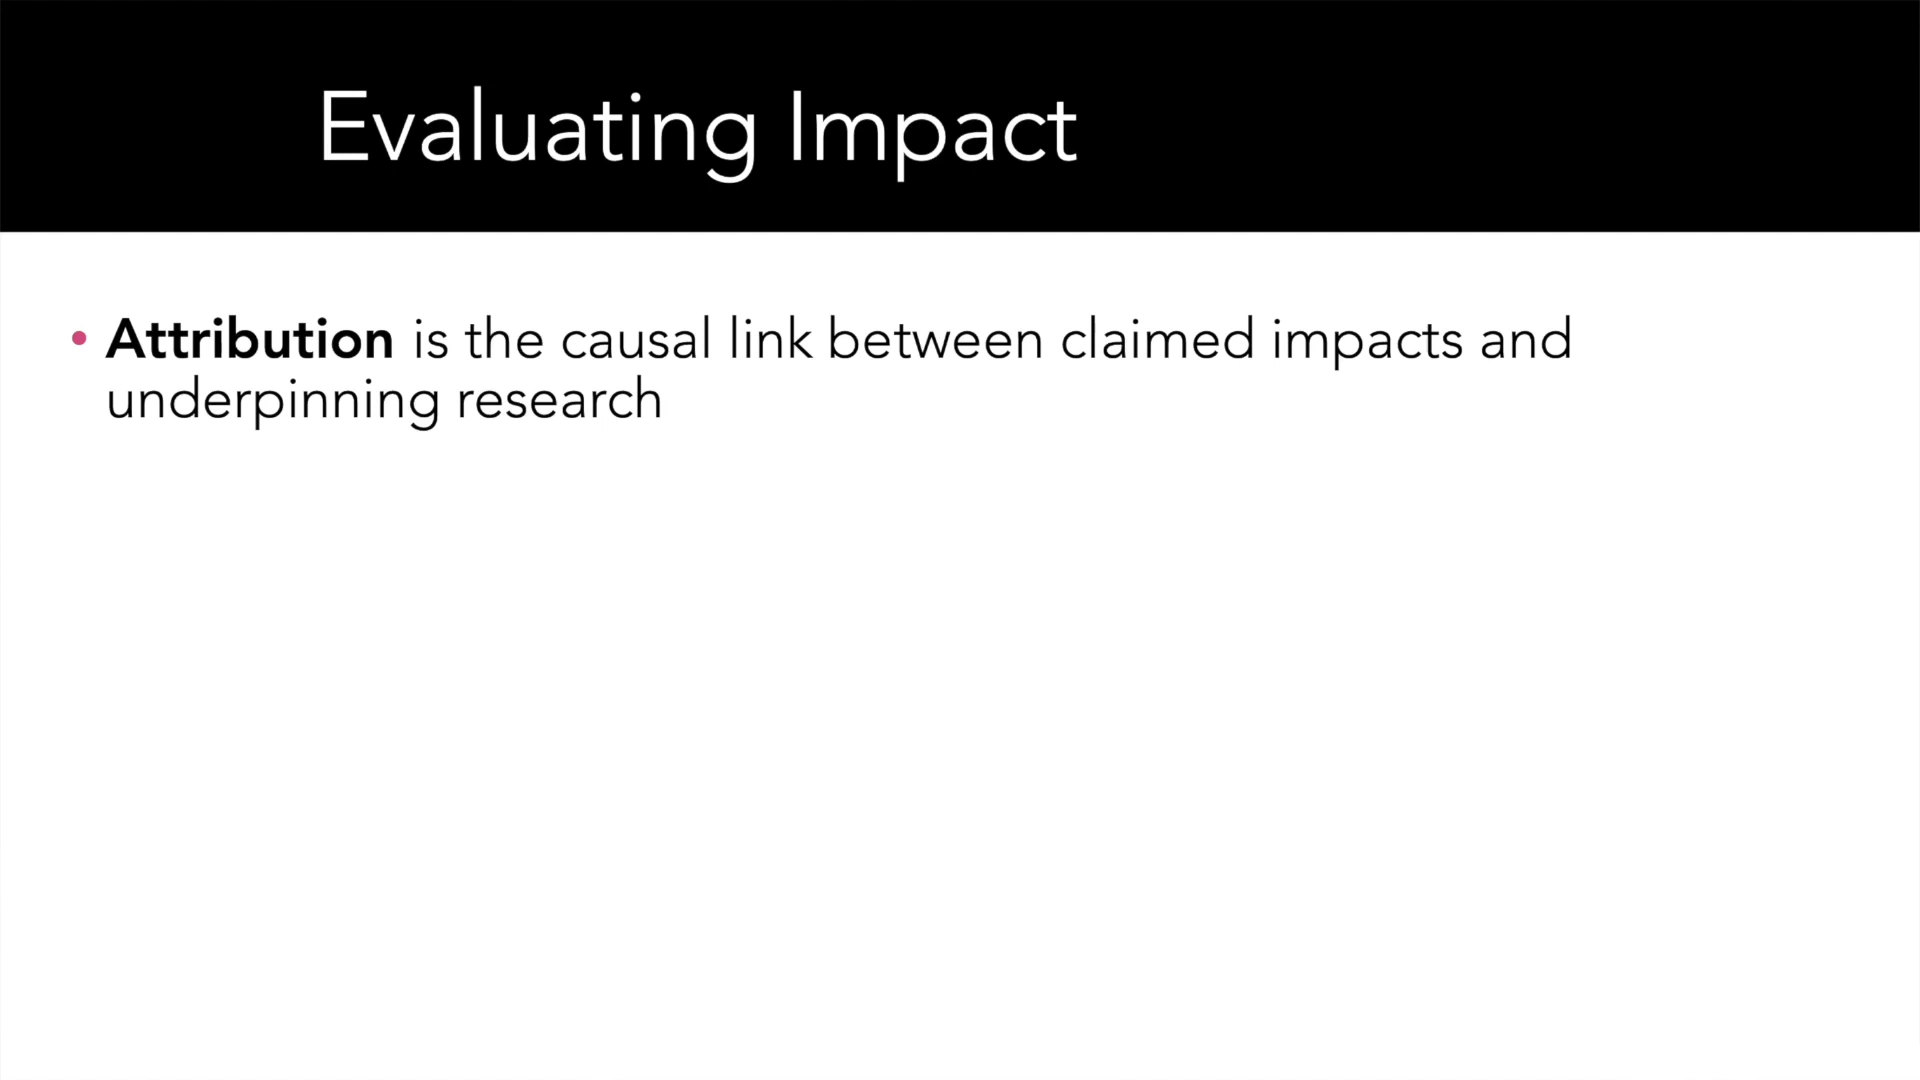 Evaluating Impact
• Attribution is the causal link between claimed impacts and
underpinning research